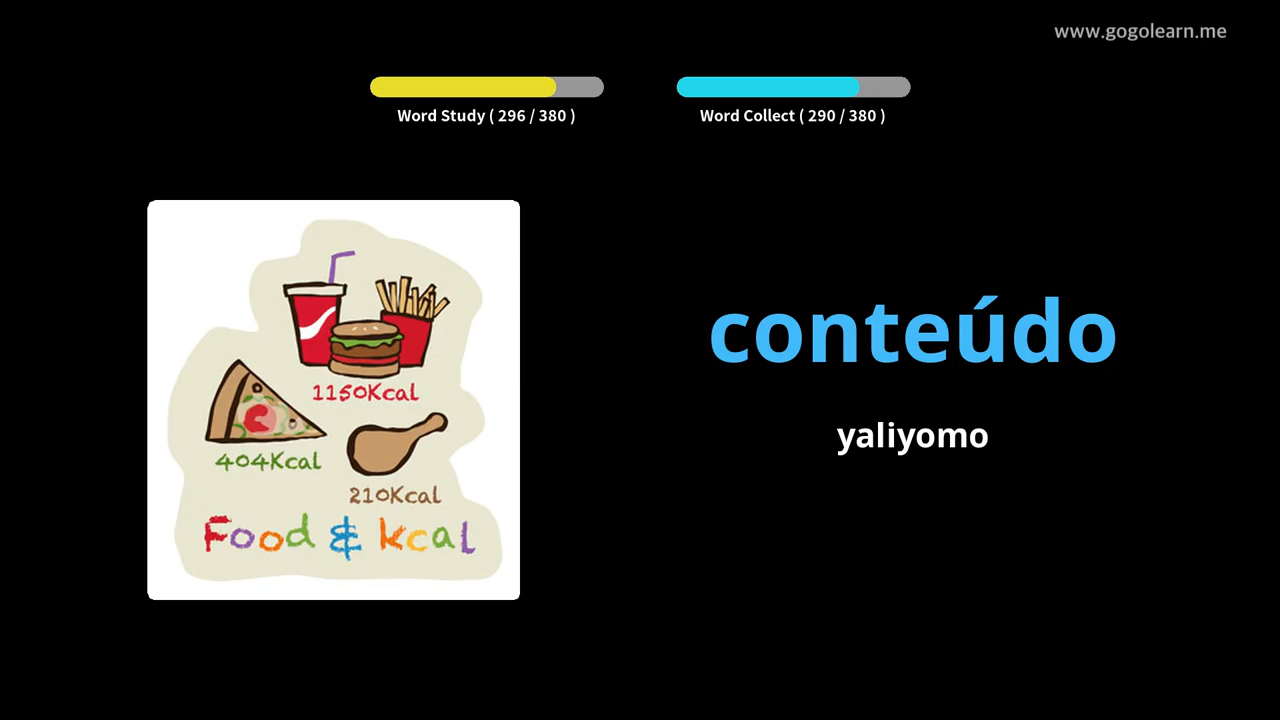 www.gogolearn.me
Word Study ( 296 / 380 )
Word Collect ( 290 / 380 )
1150Kcal
404Kcal
210Kcal
Food & kcal
conteúdo
yaliyomo